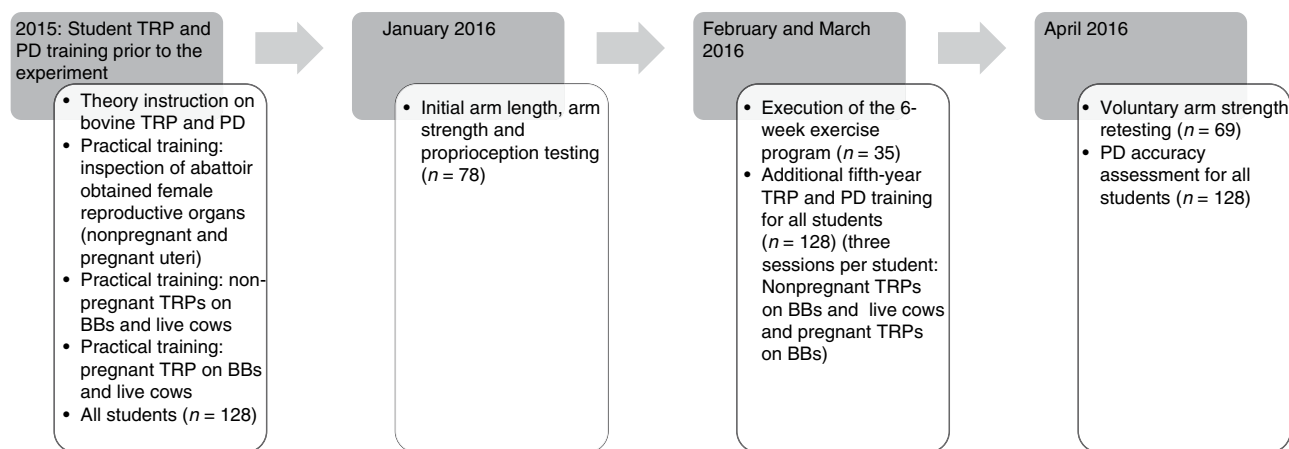 2015: Student TRP and
PD training prior to the
experiment
• Theory instruction on
bovine TRP and PD
• Practical training:
inspection of abattoir
obtained female
reproductive organs
(nonpregnant and
pregnant uteri)
• Practical training: non-
pregnant TRPs on
BBs and live cows
• Practical training:
pregnant TRP on BBs
and live cows
• All students (n = 128)
January 2016
• Initial arm length, arm
strength and
proprioception testing
(n = 78)
February and March
2016
• Execution of the 6-
week exercise
program (n = 35)
• Additional fifth-year
TRP and PD training
for all students
(n = 128) (three
sessions per student:
Nonpregnant TRPs
on BBs and live cows
and pregnant TRPs
on BBs)
April 2016
• Voluntary arm strength
retesting (n = 69)
• PD accuracy
assessment for all
students (n = 128)